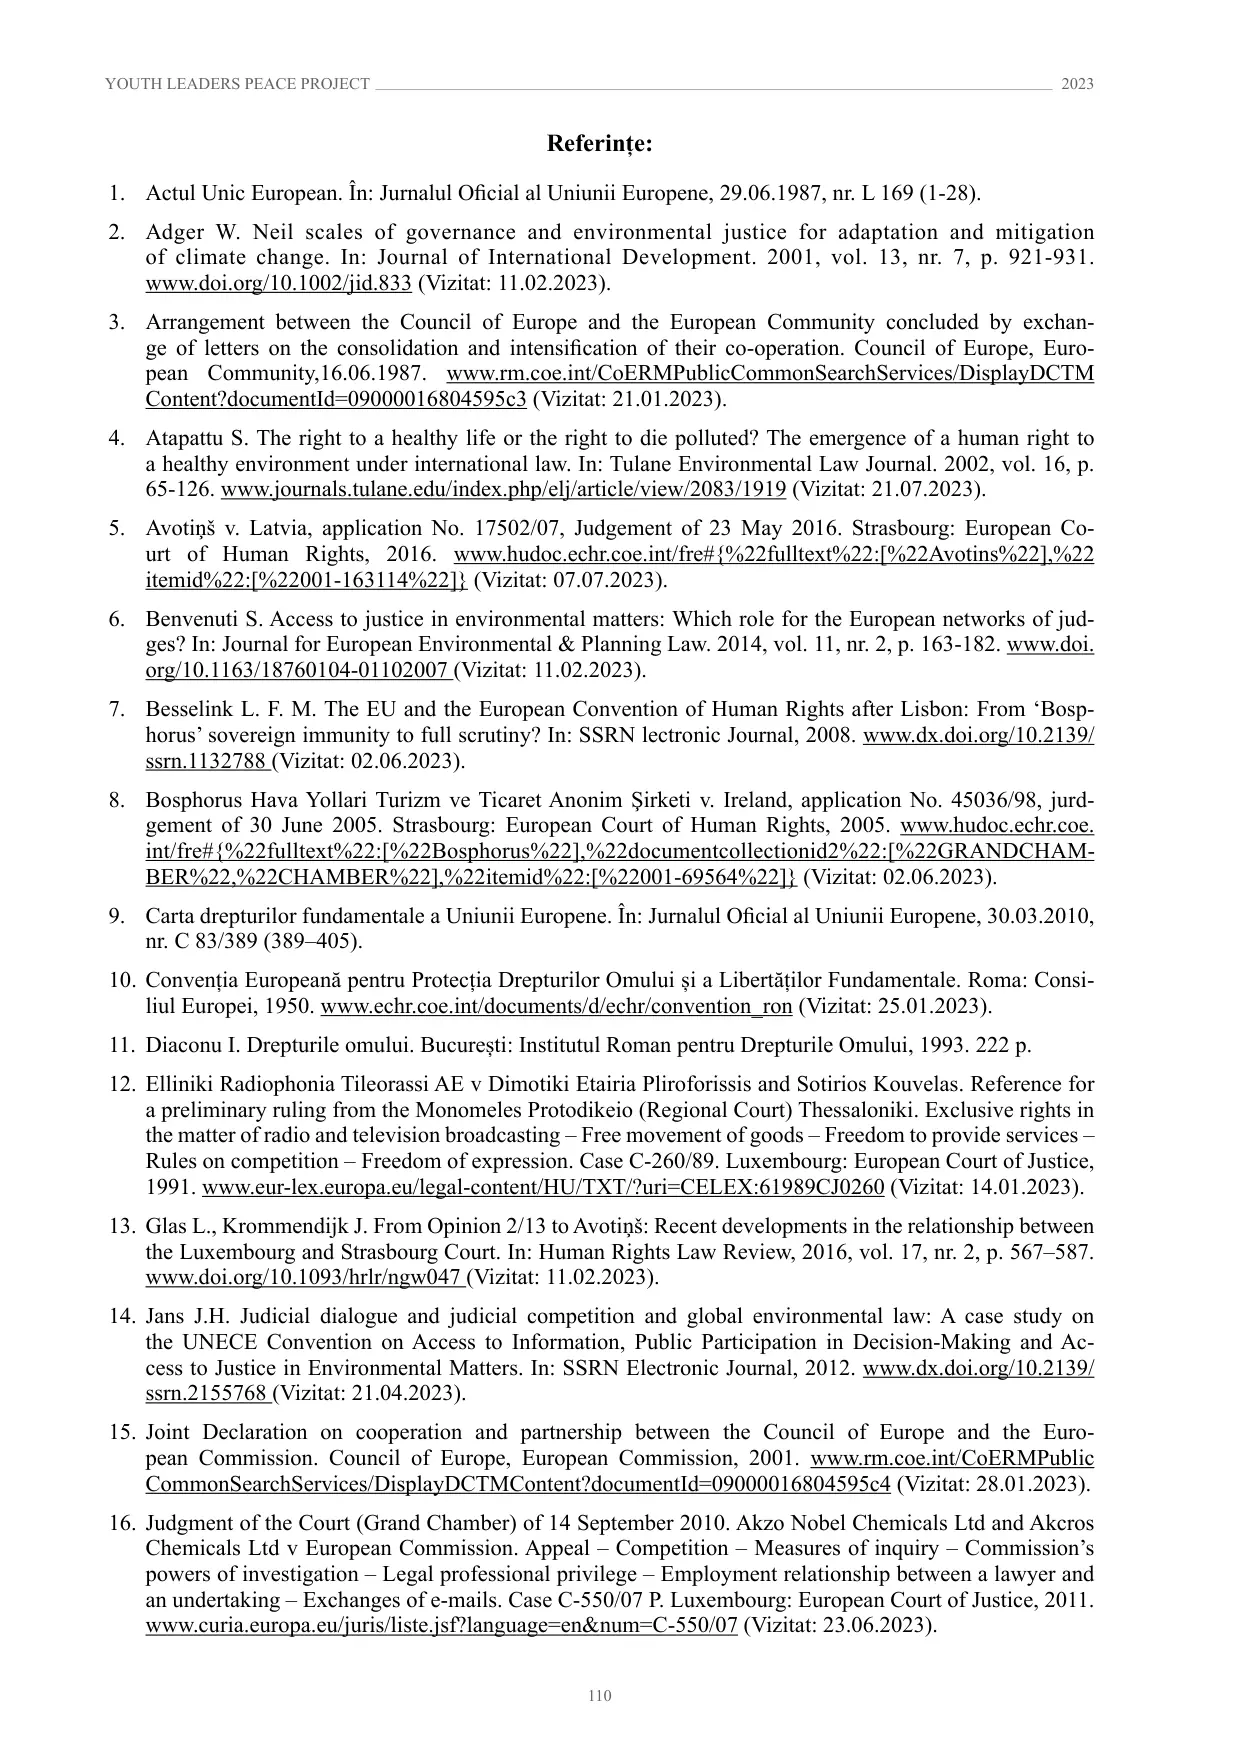 YOUTH LEADERS PEACE PROJECT 2023
Referințe:
1. Actul Unic European. În: Jurnalul Oficial al Uniunii Europene, 29.06.1987, nr. L 169 (1-28).
2. Adger W. Neil scales of governance and environmental justice for adaptation and mitigation
of climate change. In: Journal of International Development. 2001, vol. 13, nr. 7, p. 921-931.
www.doi.org/10.1002/jid.833 (Vizitat: 11.02.2023).
3. Arrangement between the Council of Europe and the European Community concluded by exchan-
ge of letters on the consolidation and intensification of their co-operation. Council of Europe, Euro-
pean Community,16.06.1987. www.rm.coe.int/CoERMPublicCommonSearchServices/DisplayDCTM
Content?documentId=09000016804595c3 (Vizitat: 21.01.2023).
4. Atapattu S. The right to a healthy life or the right to die polluted? The emergence of a human right to
a healthy environment under international law. In: Tulane Environmental Law Journal. 2002, vol. 16, p.
65-126. www.journals.tulane.edu/index.php/elj/article/view/2083/1919 (Vizitat: 21.07.2023).
5. Avotiņš v. Latvia, application No. 17502/07, Judgement of 23 May 2016. Strasbourg: European Co-
urt of Human Rights, 2016. www.hudoc.echr.coe.int/fre#{%22fulltext%22:[%22Avotins%22],%22
itemid%22:[%22001-163114%22]} (Vizitat: 07.07.2023).
6. Benvenuti S. Access to justice in environmental matters: Which role for the European networks of jud-
ges? In: Journal for European Environmental & Planning Law. 2014, vol. 11, nr. 2, p. 163-182. www.doi.
org/10.1163/18760104-01102007 (Vizitat: 11.02.2023).
7. Besselink L. F. M. The EU and the European Convention of Human Rights after Lisbon: From ‘Bosp-
horus’ sovereign immunity to full scrutiny? In: SSRN lectronic Journal, 2008. www.dx.doi.org/10.2139/
ssrn.1132788 (Vizitat: 02.06.2023).
8. Bosphorus Hava Yollari Turizm ve Ticaret Anonim Şirketi v. Ireland, application No. 45036/98, jurd-
gement of 30 June 2005. Strasbourg: European Court of Human Rights, 2005. www.hudoc.echr.coe.
int/fre#{%22fulltext%22:[%22Bosphorus%22],%22documentcollectionid2%22:[%22GRANDCHAM-
BER%22,%22CHAMBER%22],%22itemid%22:[%22001-69564%22]} (Vizitat: 02.06.2023).
9. Carta drepturilor fundamentale a Uniunii Europene. În: Jurnalul Oficial al Uniunii Europene, 30.03.2010,
nr. C 83/389 (389–405).
10. Convenția Europeană pentru Protecția Drepturilor Omului și a Libertăților Fundamentale. Roma: Consi-
liul Europei, 1950. www.echr.coe.int/documents/d/echr/convention_ron (Vizitat: 25.01.2023).
11. Diaconu I. Drepturile omului. București: Institutul Roman pentru Drepturile Omului, 1993. 222 p.
12. Elliniki Radiophonia Tileorassi AE v Dimotiki Etairia Pliroforissis and Sotirios Kouvelas. Reference for
a preliminary ruling from the Monomeles Protodikeio (Regional Court) Thessaloniki. Exclusive rights in
the matter of radio and television broadcasting – Free movement of goods – Freedom to provide services –
Rules on competition – Freedom of expression. Case C-260/89. Luxembourg: European Court of Justice,
1991. www.eur-lex.europa.eu/legal-content/HU/TXT/?uri=CELEX:61989CJ0260 (Vizitat: 14.01.2023).
13. Glas L., Krommendijk J. From Opinion 2/13 to Avotiņš: Recent developments in the relationship between
the Luxembourg and Strasbourg Court. In: Human Rights Law Review, 2016, vol. 17, nr. 2, p. 567–587.
www.doi.org/10.1093/hrlr/ngw047 (Vizitat: 11.02.2023).
14. Jans J.H. Judicial dialogue and judicial competition and global environmental law: A case study on
the UNECE Convention on Access to Information, Public Participation in Decision-Making and Ac-
cess to Justice in Environmental Matters. In: SSRN Electronic Journal, 2012. www.dx.doi.org/10.2139/
ssrn.2155768 (Vizitat: 21.04.2023).
15. Joint Declaration on cooperation and partnership between the Council of Europe and the Euro-
pean Commission. Council of Europe, European Commission, 2001. www.rm.coe.int/CoERMPublic
CommonSearchServices/DisplayDCTMContent?documentId=09000016804595c4 (Vizitat: 28.01.2023).
16. Judgment of the Court (Grand Chamber) of 14 September 2010. Akzo Nobel Chemicals Ltd and Akcros
Chemicals Ltd v European Commission. Appeal – Competition – Measures of inquiry – Commission’s
powers of investigation – Legal professional privilege – Employment relationship between a lawyer and
an undertaking – Exchanges of e-mails. Case C-550/07 P. Luxembourg: European Court of Justice, 2011.
www.curia.europa.eu/juris/liste.jsf?language=en&num=C-550/07 (Vizitat: 23.06.2023).
110